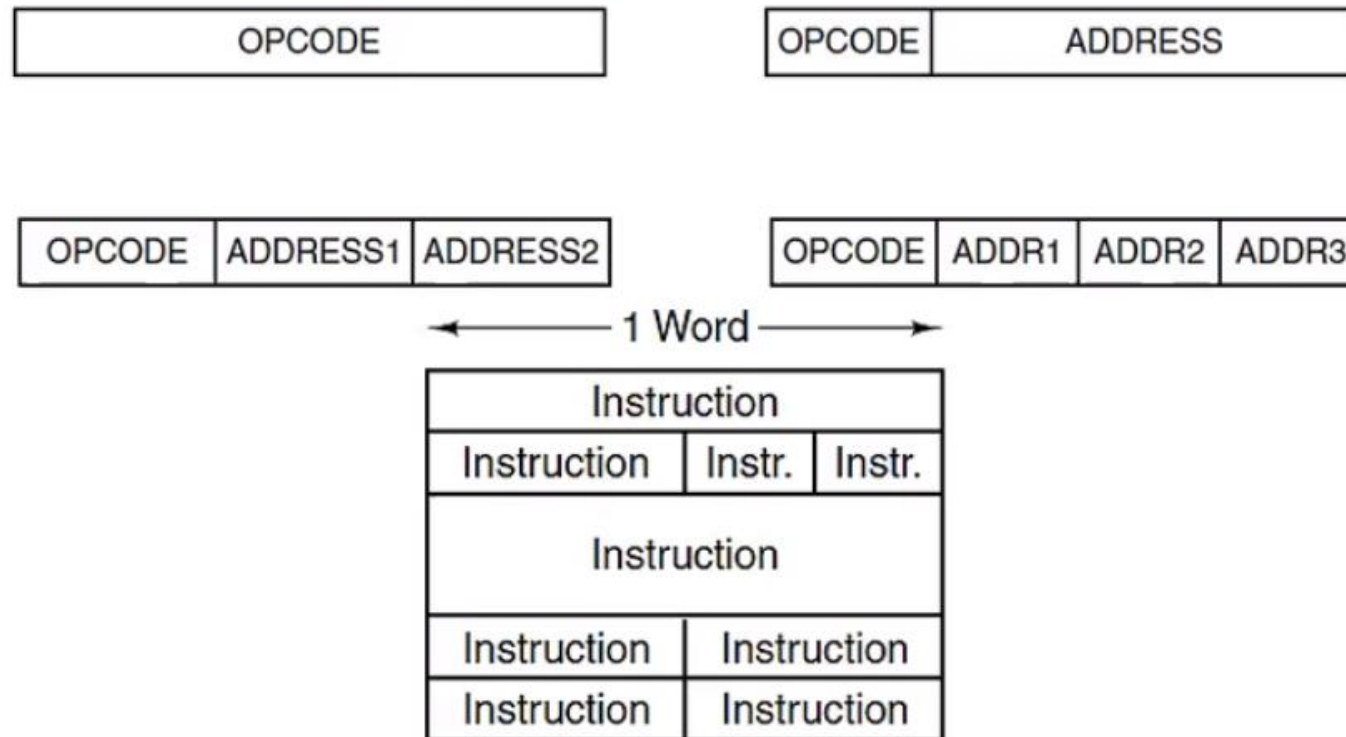 OPCODE
OPCODE ADDRESS
OPCODE ADDRESS1 ADDRESS2
OPCODE ADDR1 ADDR2 ADDR3
1 Word
Instruction
Instruction Instr. Instr.
Instruction
Instruction Instruction
Instruction Instruction